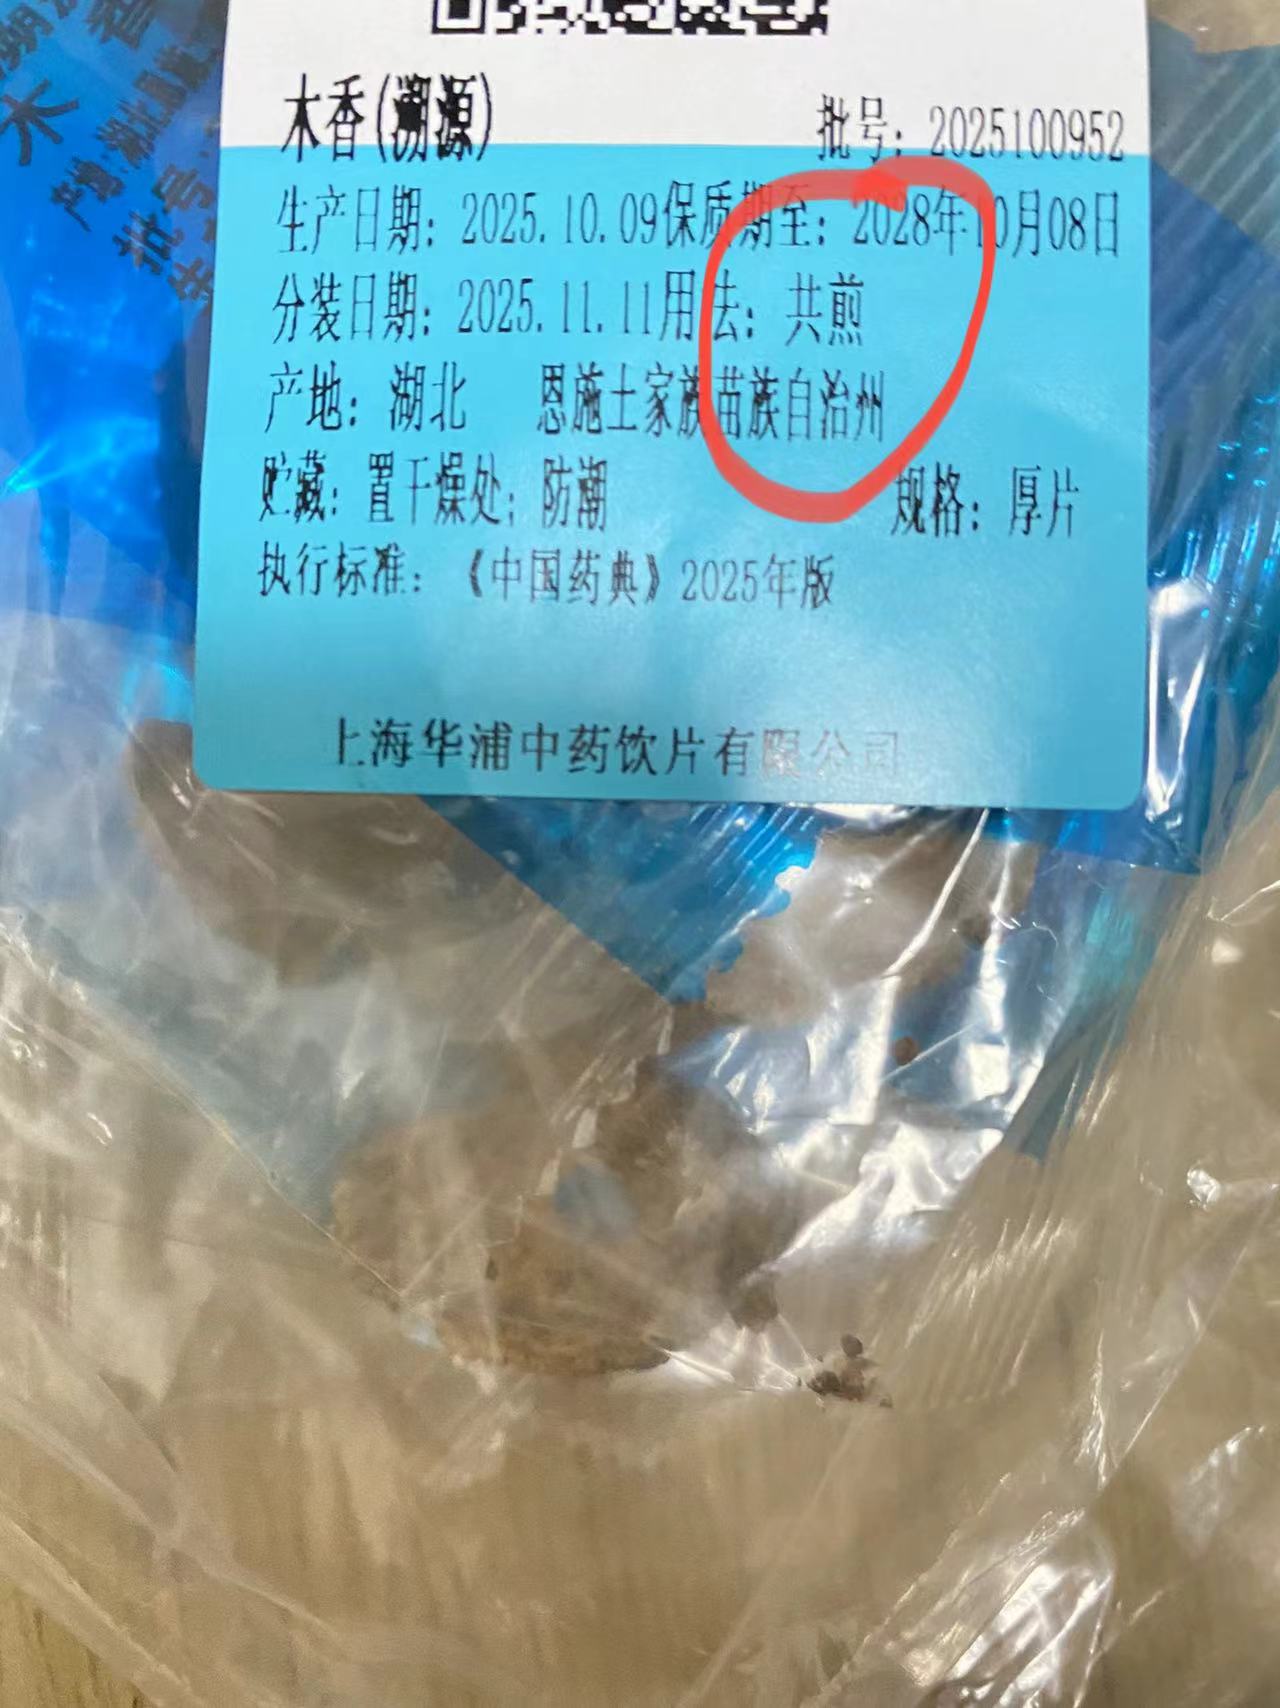 木香(溯源)
批号: 2025100952
生产日期: 2025.10.09保质期至: 2028年10月08日
分装日期: 2025.11.11用法: 共煎
产地: 湖北 恩施土家族苗族自治州
贮藏: 置干燥处; 防潮 规格: 厚片
执行标准: 《中国药典》2025年版
上海华浦中药饮片有限公司